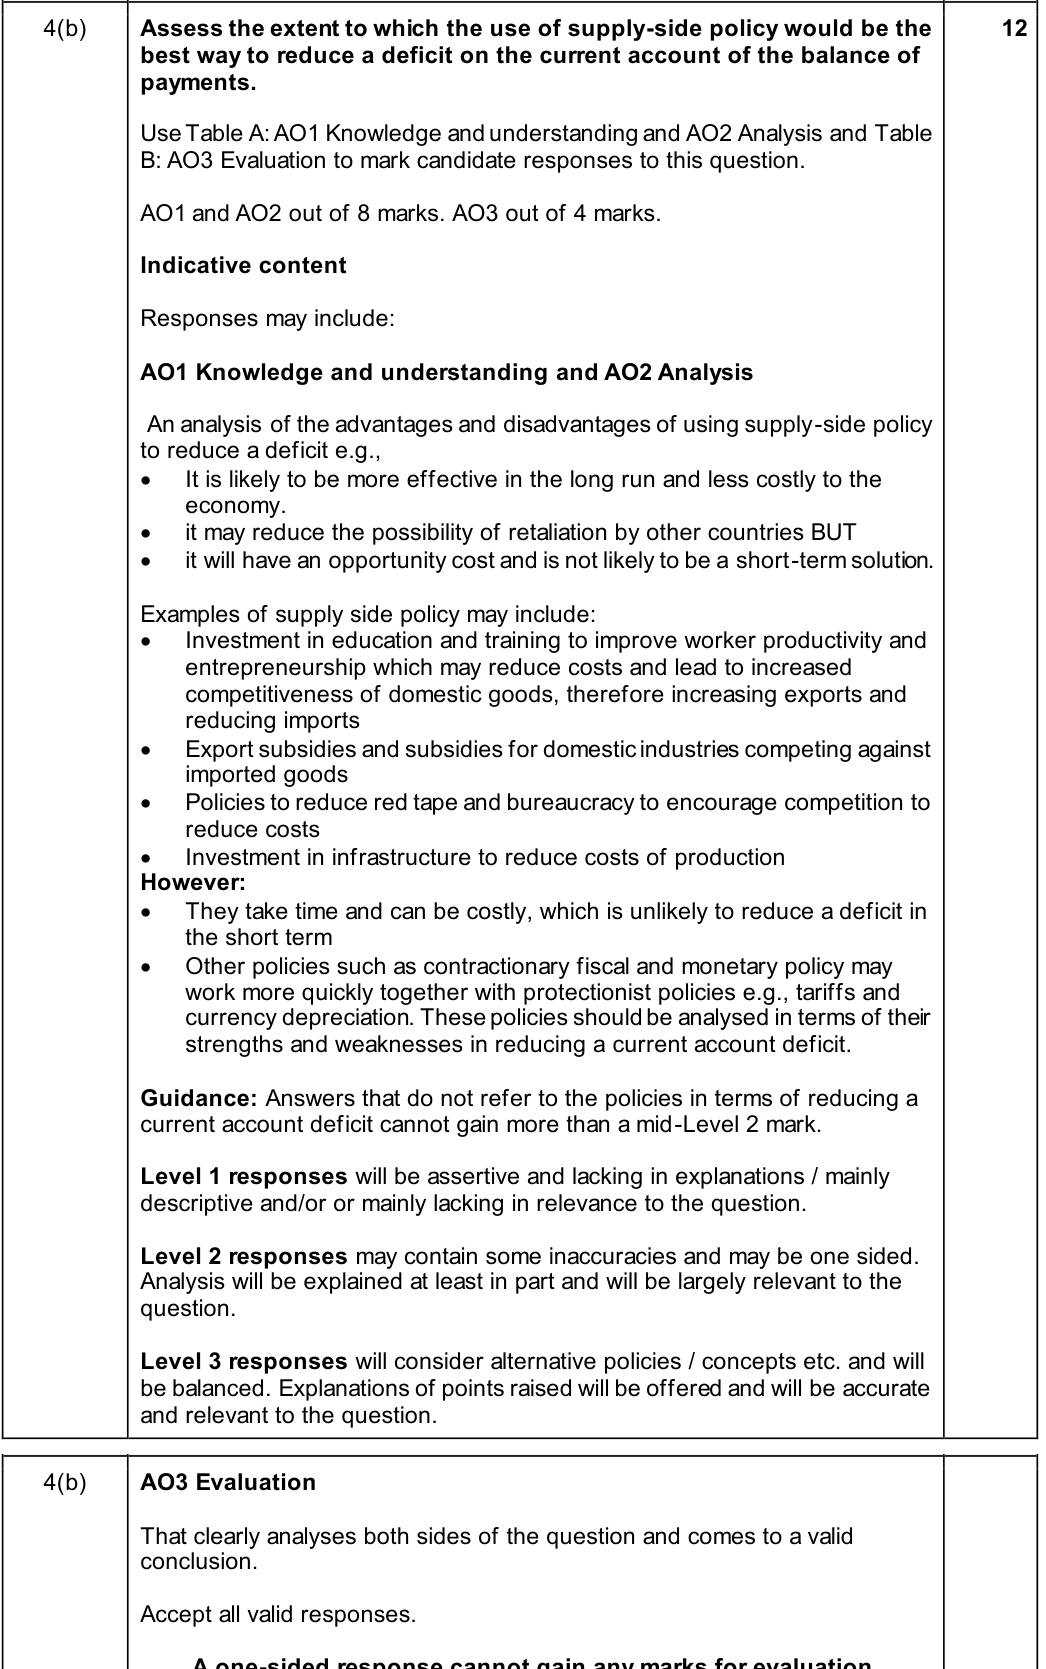 4(b)
Assess the extent to which the use of supply-side policy would be the
12
best way to reduce a deficit on the current account of the balance of
payments.
Use Table A: AO1 Knowledge and understanding and AO2 Analysis and Table
B: AO3 Evaluation to mark candidate responses to this question.
AO1 and AO2 out of 8 marks. AO3 out of 4 marks.
Indicative content
Responses may include:
AO1 Knowledge and understanding and AO2 Analysis
An analysis of the advantages and disadvantages of using supply-side policy
to reduce a deficit e.g.,
• It is likely to be more effective in the long run and less costly to the
economy.
• it may reduce the possibility of retaliation by other countries BUT
• it will have an opportunity cost and is not likely to be a short-term solution.
Examples of supply side policy may include:
• Investment in education and training to improve worker productivity and
entrepreneurship which may reduce costs and lead to increased
competitiveness of domestic goods, therefore increasing exports and
reducing imports
• Export subsidies and subsidies for domestic industries competing against
imported goods
• Policies to reduce red tape and bureaucracy to encourage competition to
reduce costs
• Investment in infrastructure to reduce costs of production
However:
• They take time and can be costly, which is unlikely to reduce a deficit in
the short term
• Other policies such as contractionary fiscal and monetary policy may
work more quickly together with protectionist policies e.g., tariffs and
currency depreciation. These policies should be analysed in terms of their
strengths and weaknesses in reducing a current account deficit.
Guidance: Answers that do not refer to the policies in terms of reducing a
current account deficit cannot gain more than a mid-Level 2 mark.
Level 1 responses will be assertive and lacking in explanations / mainly
descriptive and/or or mainly lacking in relevance to the question.
Level 2 responses may contain some inaccuracies and may be one sided.
Analysis will be explained at least in part and will be largely relevant to the
question.
Level 3 responses will consider alternative policies / concepts etc. and will
be balanced. Explanations of points raised will be offered and will be accurate
and relevant to the question.
4(b)
AO3 Evaluation
That clearly analyses both sides of the question and comes to a valid
conclusion.
Accept all valid responses.
A one-sided response cannot gain any marks for evaluation